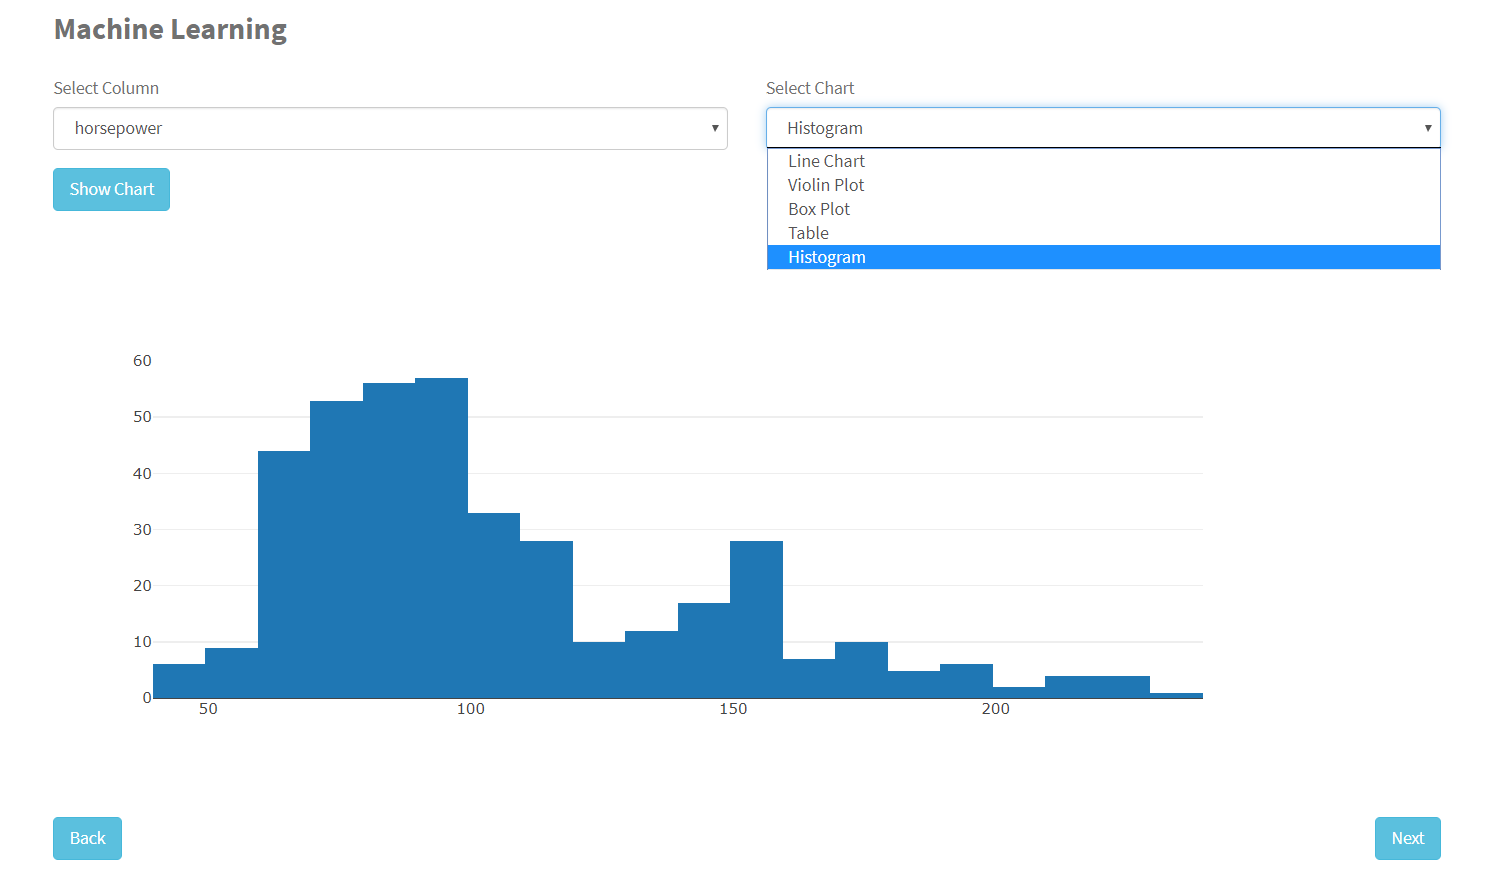 Machine Learning
Select Column
Select Chart
horsepower
Histogram
Line Chart
Show Chart
Violin Plot
Box Plot
Table
Histogram
60
50
40
30
20
10
0
50 100 150 200
Back
Next